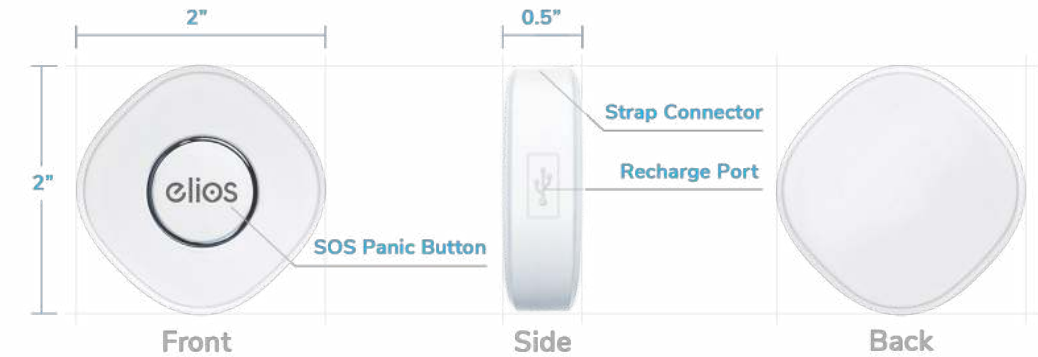 2”
0.5”
Strap Connector
Recharge Port
2”
elios
SOS Panic Button
Front
Side
Back